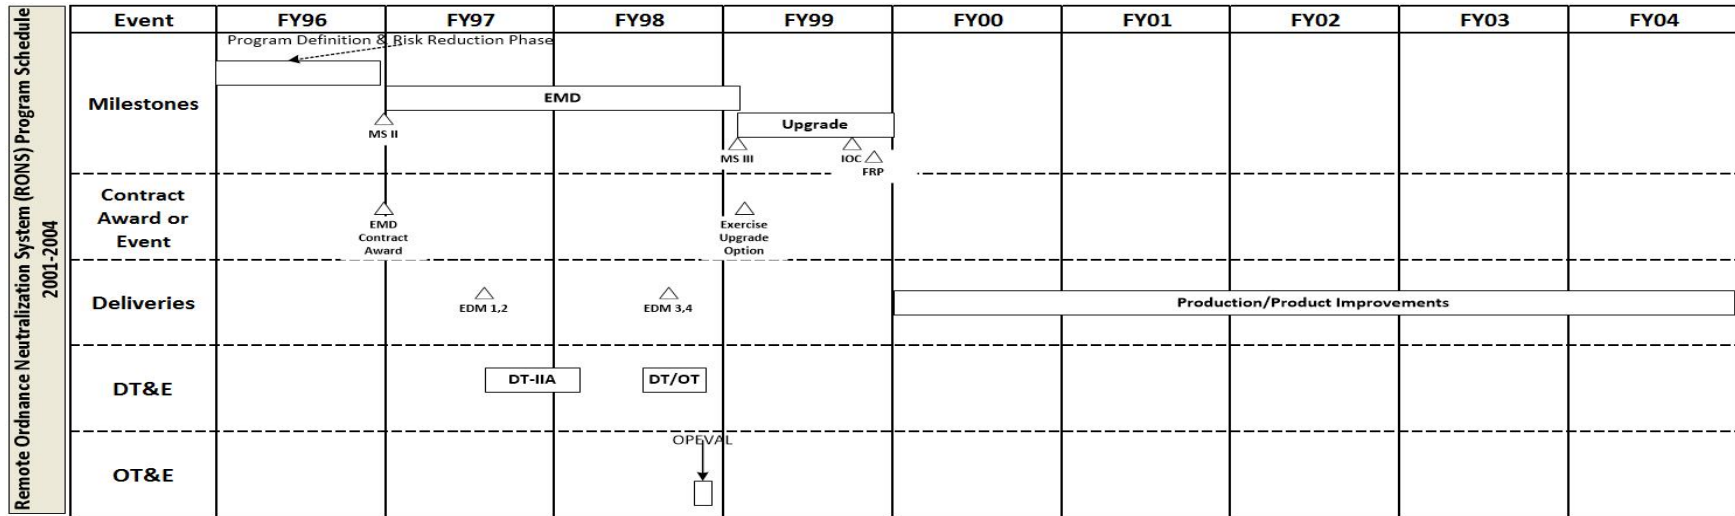 Remote Ordnance Neutralization System (RONS) Program Schedule
2001-2004
Event FY96 FY97 FY98 FY99 FY00 FY01 FY02 FY03 FY04
Program Definition & Risk Reduction Phase
Milestones
EMD
Upgrade
MS II
MS III
IOC
FRP
Contract
Award or
Event
EMD
Contract
Award
Exercise
Upgrade
Option
Deliveries
EDM 1,2
EDM 3,4
Production/Product Improvements
DT&E
DT-IIA
DT/OT
OT&E
OPEVAL